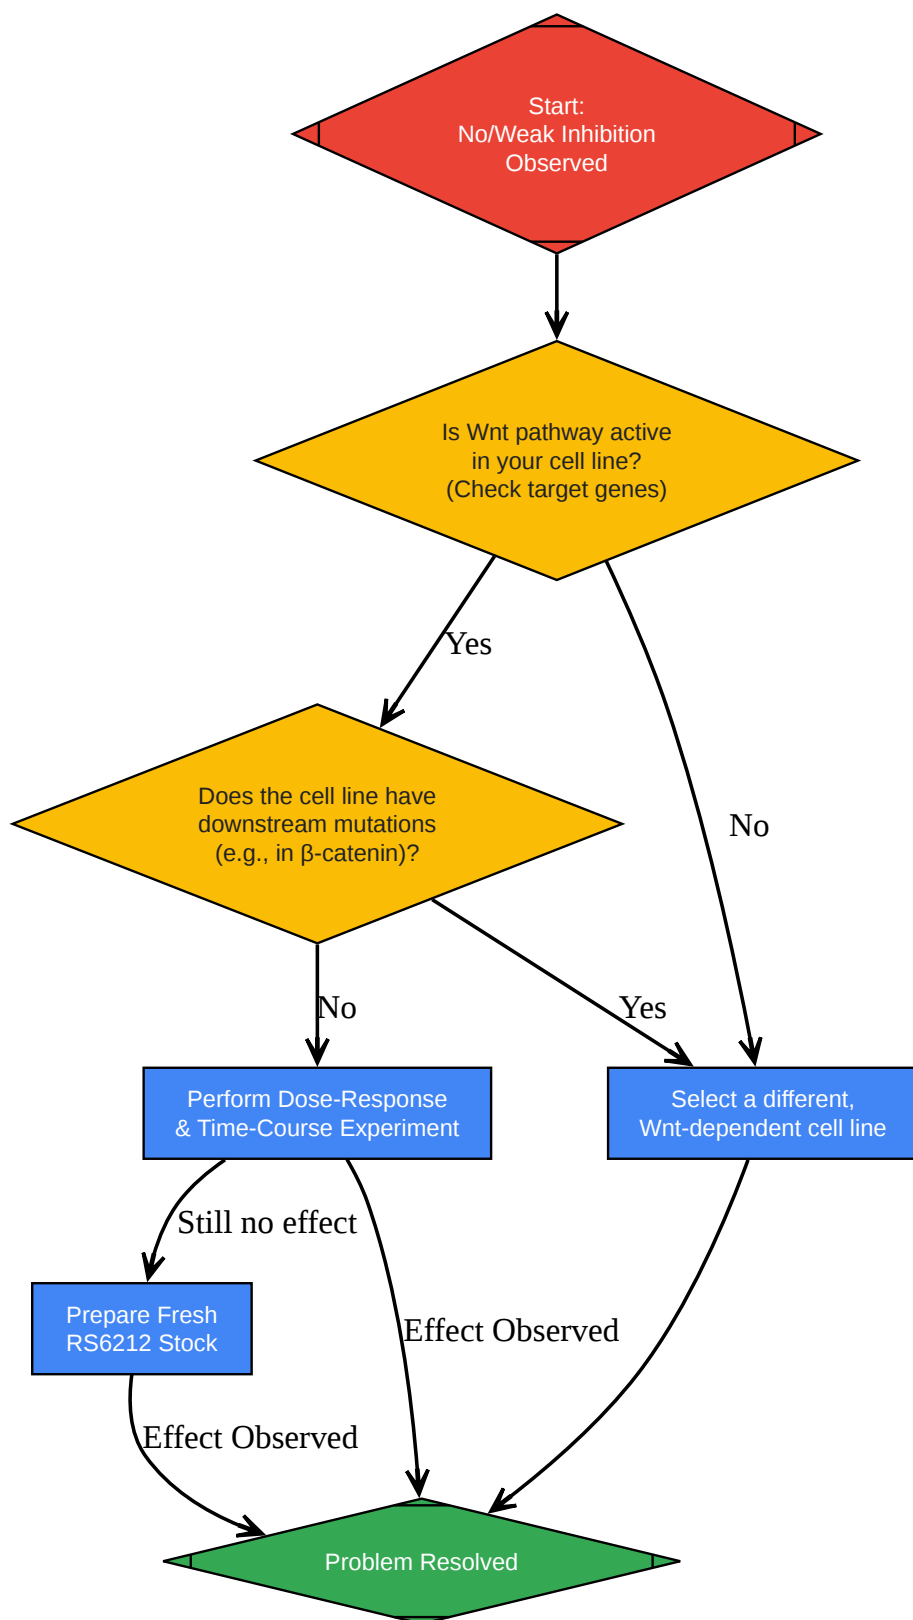 Start:
No/Weak Inhibition
Observed
Is Wnt pathway active
in your cell line?
(Check target genes)
Yes
No
Does the cell line have
downstream mutations
(e.g., in β-catenin)?
No
Yes
Perform Dose-Response
& Time-Course Experiment
Select a different,
Wnt-dependent cell line
Still no effect
Prepare Fresh
RS6212 Stock
Effect Observed
Effect Observed
Problem Resolved